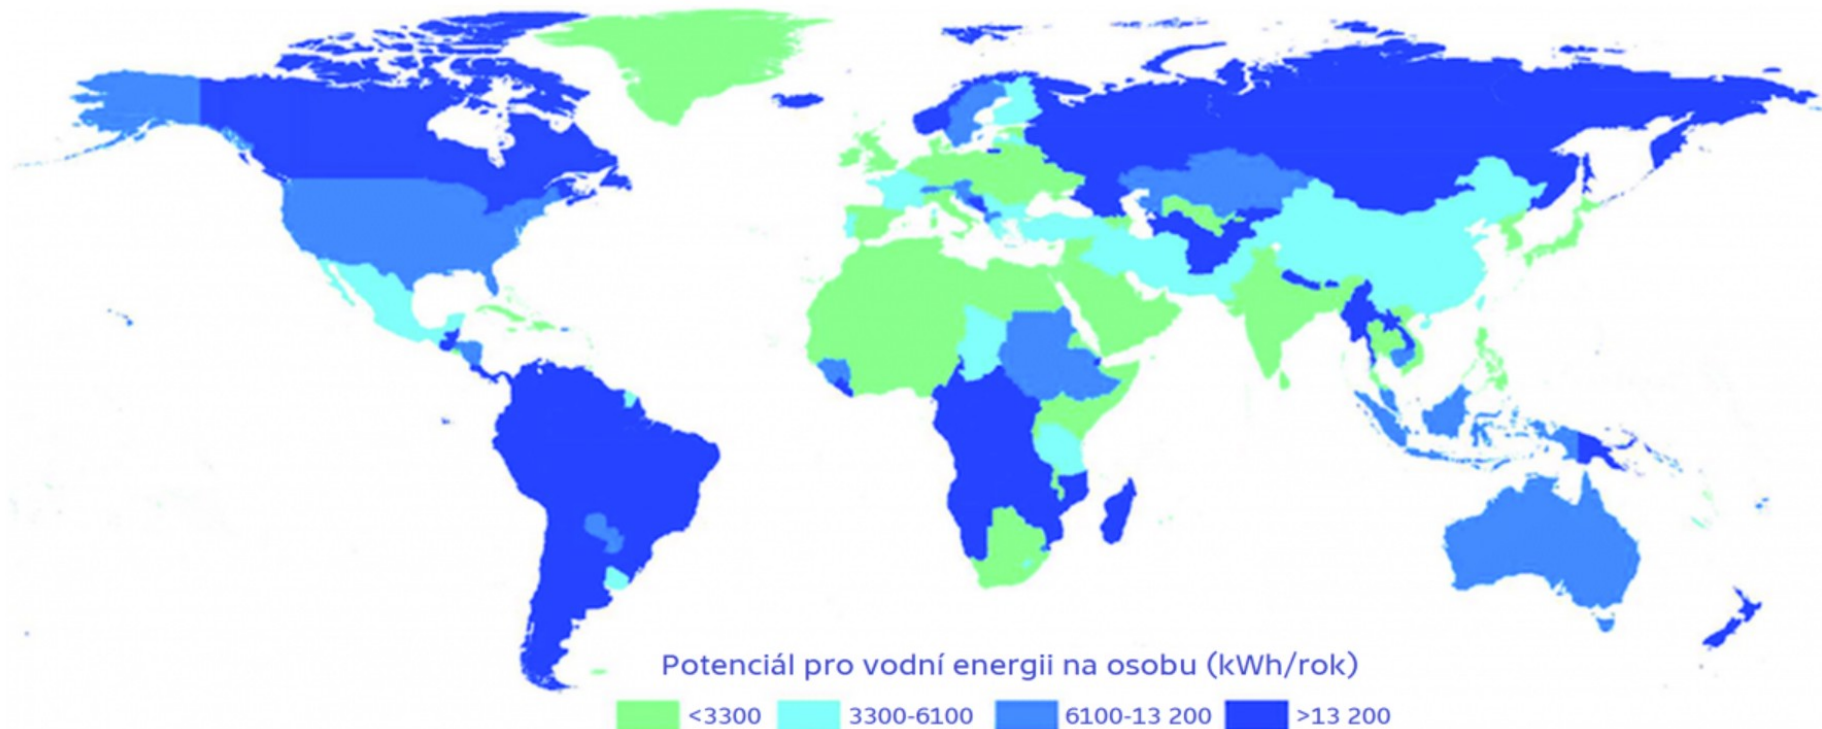 Potenciál pro vodní energii na osobu (kWh/rok)
<3300 3300-6100 6100-13 200 >13 200